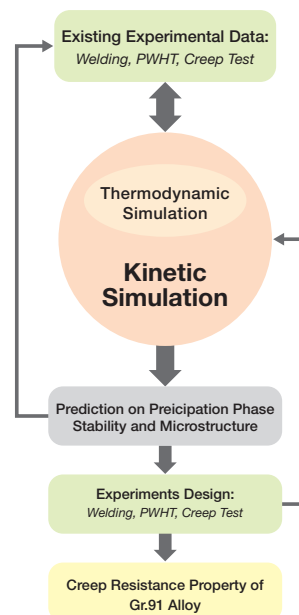 Existing Experimental Data:
Welding, PWHT, Creep Test
Thermodynamic
Simulation
Kinetic
Simulation
Prediction on Preicipation Phase
Stability and Microstructure
Experiments Design:
Welding, PWHT, Creep Test
Creep Resistance Property of
Gr.91 Alloy